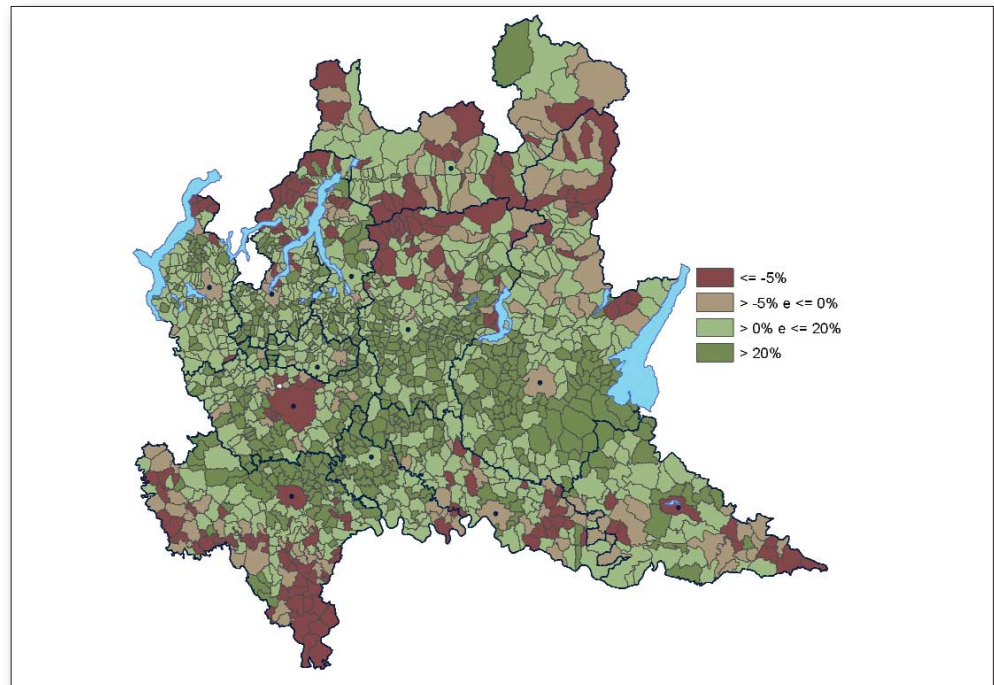 <= -5%
> -5% e <= 0%
> 0% e <= 20%
> 20%